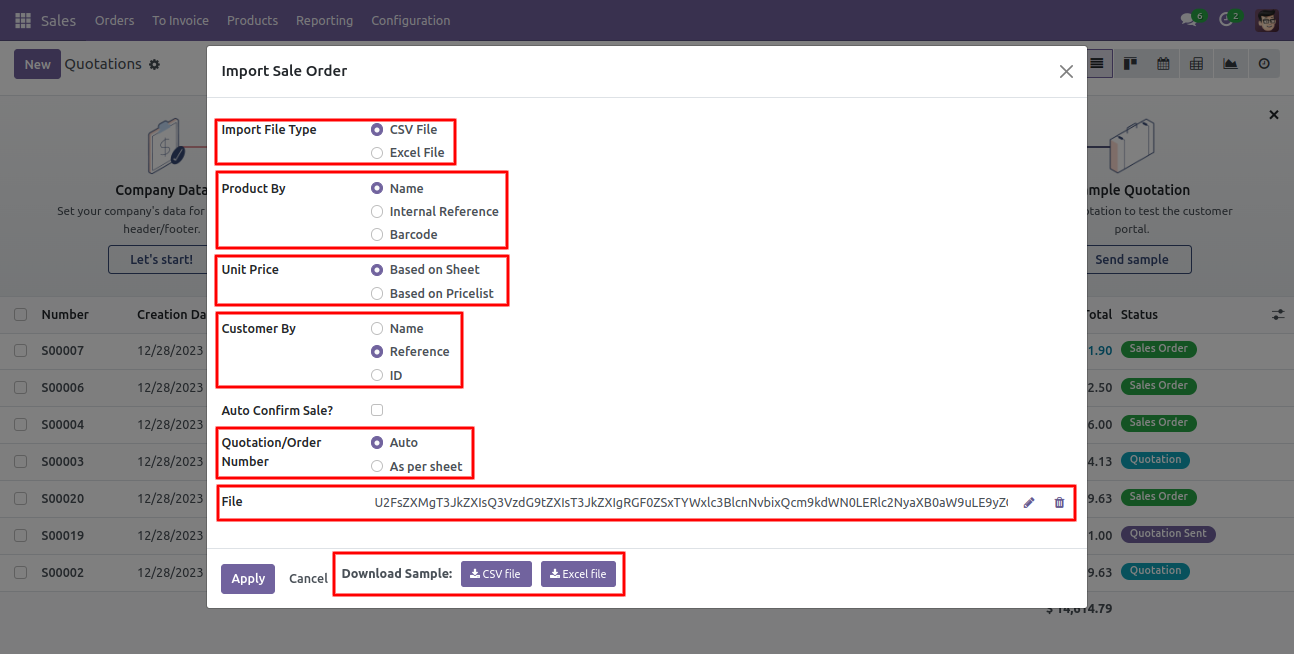 Sales Orders To Invoice Products Reporting Configuration 6 2
New Quotations
Import Sale Order
Import File Type CSV File
Excel File
Product By Name
Internal Reference
Barcode
Unit Price Based on Sheet
Based on Pricelist
Customer By Name
Reference
ID
Auto Confirm Sale?
Quotation/Order Number Auto
As per sheet
File
Apply Cancel Download Sample: CSV file Excel file
Company Data
Set your company's data for
header/footer.
Let's start!
mple Quotation
otation to test the customer
portal.
Send sample
Number Creation Da Total Status
S00007 12/28/2023 1.90 Sales Order
S00006 12/28/2023 2.50 Sales Order
S00004 12/28/2023 6.00 Sales Order
S00003 12/28/2023 4.13 Quotation
S00020 12/28/2023 9.63 Sales Order
S00019 12/28/2023 1.00 Quotation Sent
S00002 12/28/2023 9.63 Quotation
$ 14,614.79